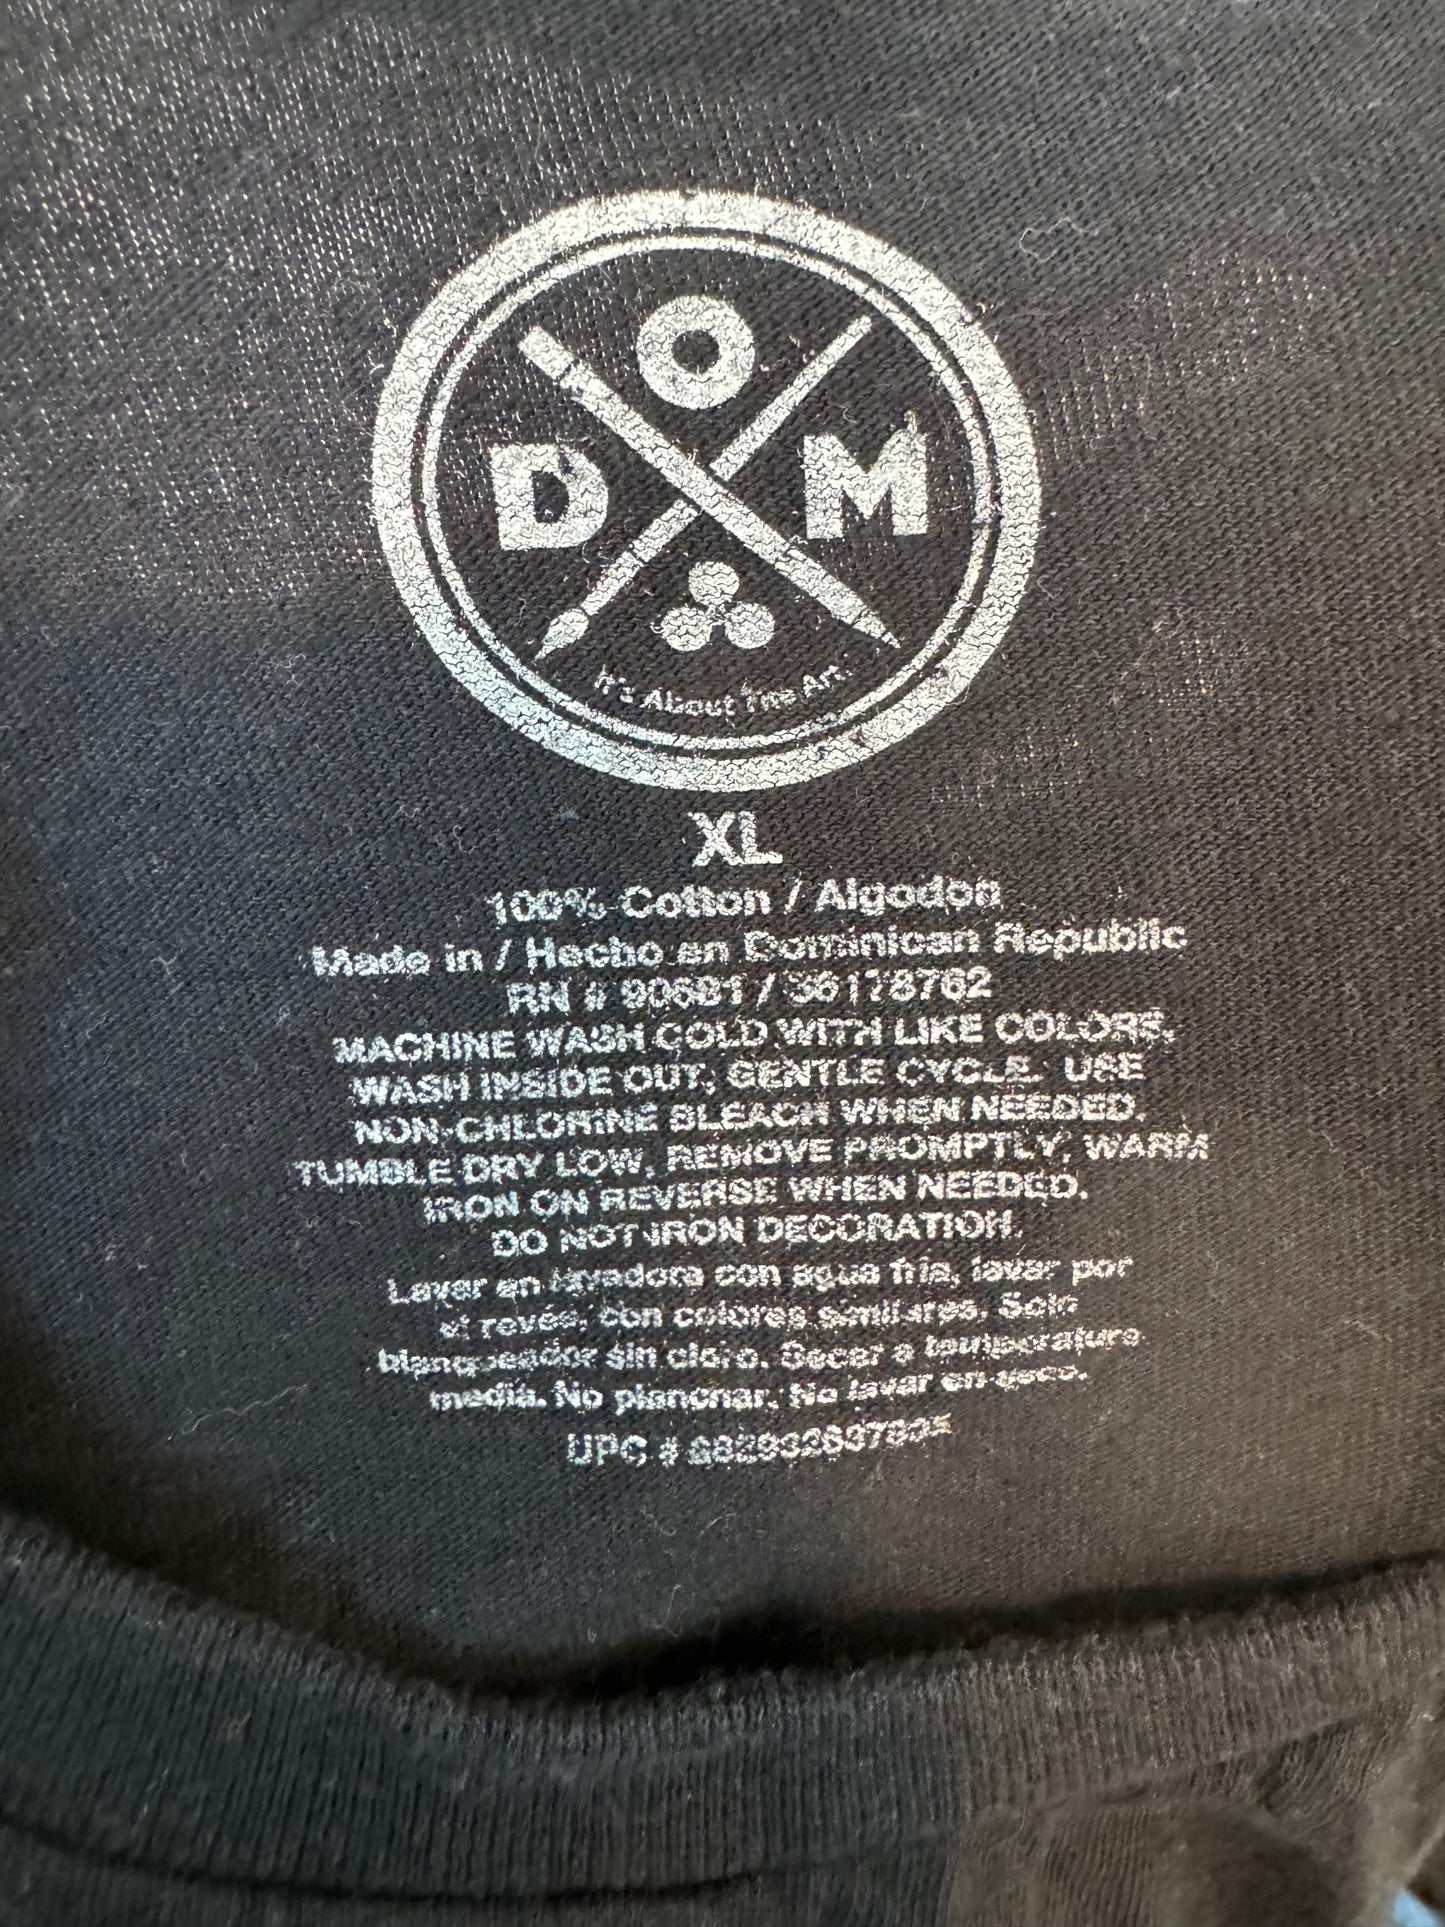 D O M
It's About The Art.
XL
100% Cotton / Algodon
Made in / Hecho en Dominican Republic
RN # 90681 / 36178762
MACHINE WASH COLD WITH LIKE COLORS,
WASH INSIDE OUT, GENTLE CYCLE. USE
NON-CHLORINE BLEACH WHEN NEEDED.
TUMBLE DRY LOW, REMOVE PROMPTLY, WARM
IRON ON REVERSE WHEN NEEDED.
DO NOT IRON DECORATION.
Lavar en lavadora con agua fria, lavar por
el revés, con colores similares. Solo
blanqueador sin cloro. Secar a temperatura
media. No planchar. No lavar en seco.
UPC #